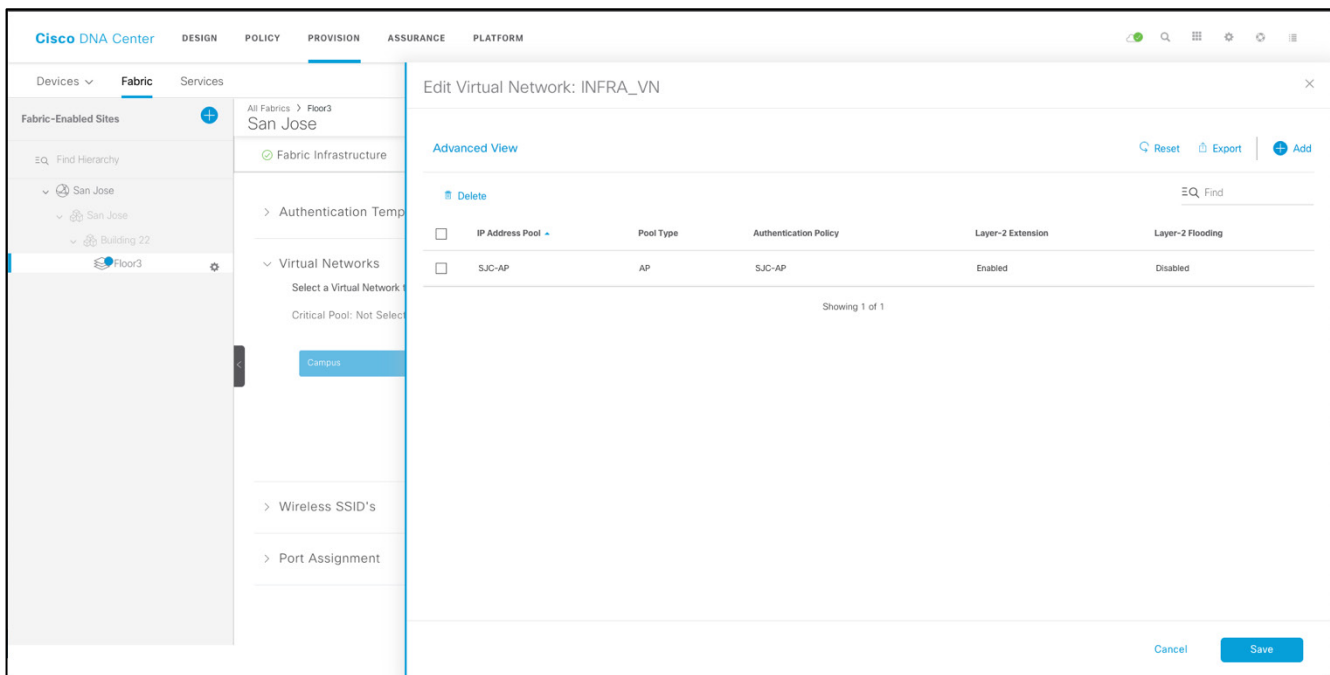 Cisco DNA Center DESIGN POLICY PROVISION ASSURANCE PLATFORM
Devices Fabric Services
Fabric-Enabled Sites
Find Hierarchy
San Jose
San Jose
Building 22
Floor3
All Fabrics > Floor3
San Jose
Fabric Infrastructure
Authentication Temp
Virtual Networks
Select a Virtual Network
Critical Pool: Not Select
Campus
Wireless SSID's
Port Assignment
Edit Virtual Network: INFRA_VN
Advanced View Reset Export Add
Delete Find
IP Address Pool Pool Type Authentication Policy Layer-2 Extension Layer-2 Flooding
SJC-AP AP SJC-AP Enabled Disabled
Showing 1 of 1
Cancel Save